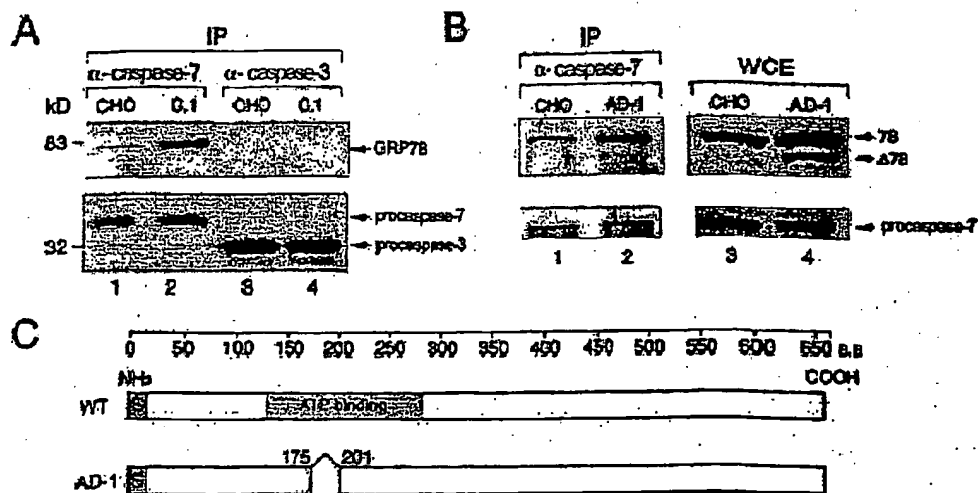 A
IP
α-caspase-7 α-caspase-3
kD CHO C.1 CHO C.1
83
GRP78
procaspase-7
32 procaspase-3
1 2 3 4
B
IP
α-caspase-7 WCE
CHO AD-1 CHO AD-1
78
Δ78
procaspase-7
1 2 3 4
C
0 50 100 150 200 250 300 350 400 450 500 550 600 650 a.a
NH₂ COOH
WT ATP binding
175 201
AD-1